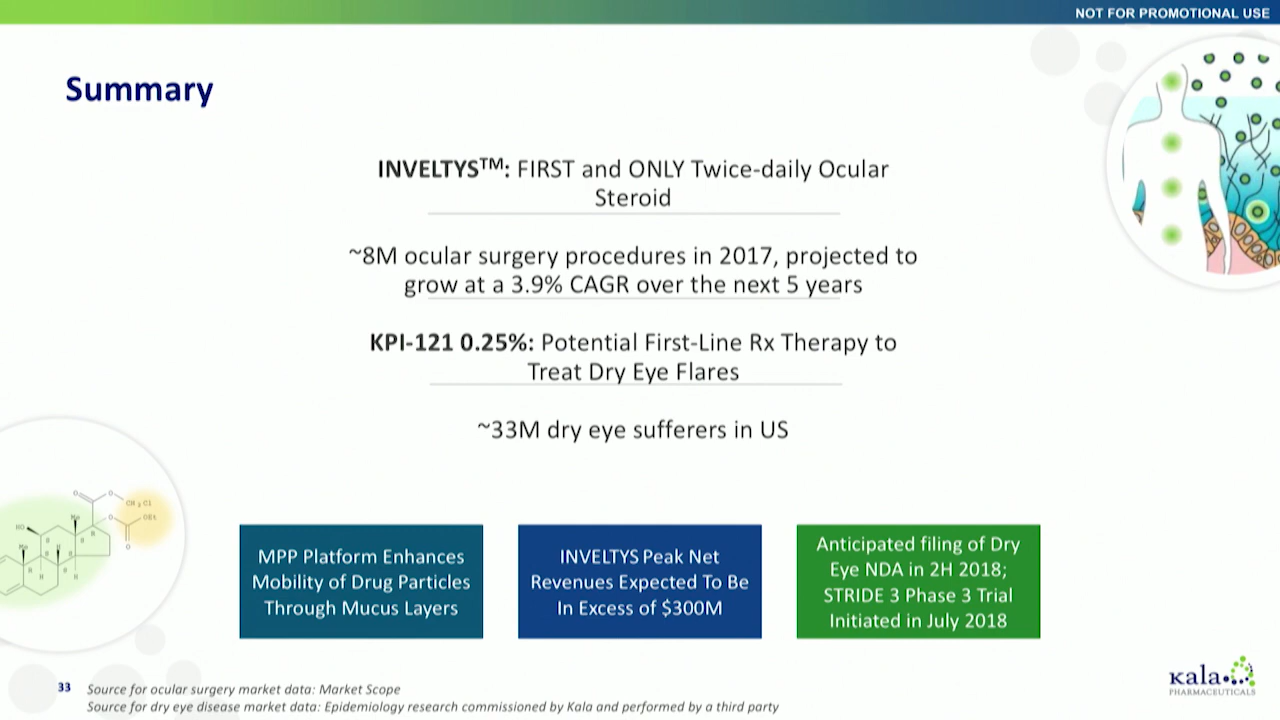 NOT FOR PROMOTIONAL USE
Summary
INVELTYS™: FIRST and ONLY Twice-daily Ocular
Steroid
~8M ocular surgery procedures in 2017, projected to
grow at a 3.9% CAGR over the next 5 years
KPI-121 0.25%: Potential First-Line Rx Therapy to
Treat Dry Eye Flares
~33M dry eye sufferers in US
MPP Platform Enhances
Mobility of Drug Particles
Through Mucus Layers
INVELTYS Peak Net
Revenues Expected To Be
In Excess of $300M
Anticipated filing of Dry
Eye NDA in 2H 2018;
STRIDE 3 Phase 3 Trial
Initiated in July 2018
33
Source for ocular surgery market data: Market Scope
Source for dry eye disease market data: Epidemiology research commissioned by Kala and performed by a third party
kala
PHARMACEUTICALS